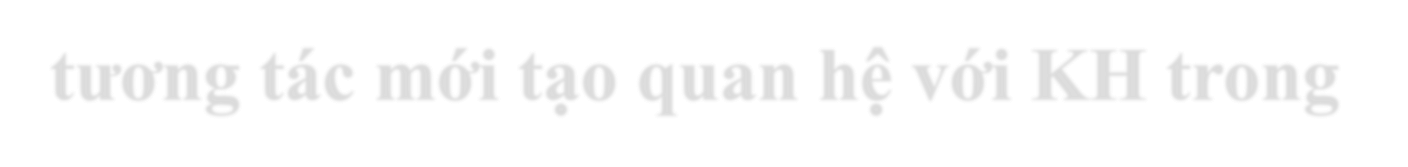 tương tác mới tạo quan hệ với KH trong